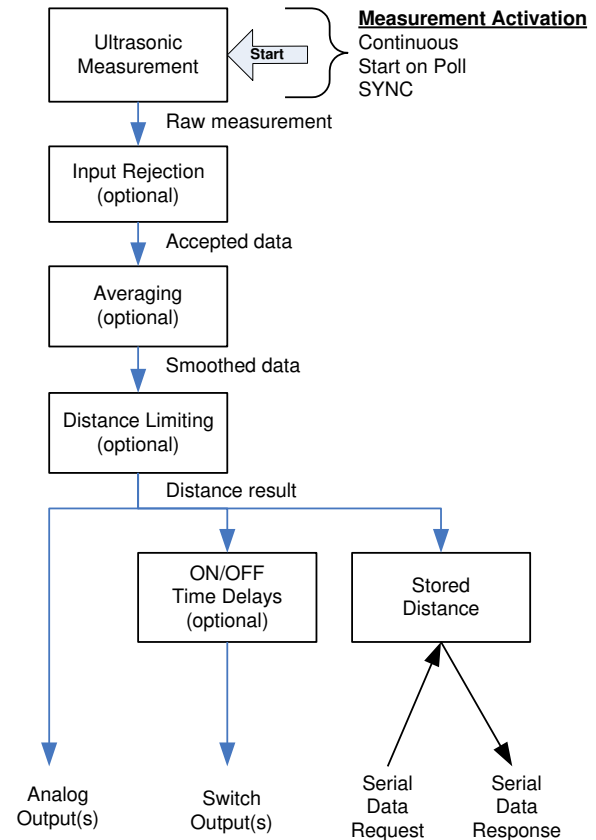 Measurement Activation
Ultrasonic
Measurement
Start
Continuous
Start on Poll
SYNC
Raw measurement
Input Rejection
(optional)
Accepted data
Averaging
(optional)
Smoothed data
Distance Limiting
(optional)
Distance result
ON/OFF
Time Delays
(optional)
Stored
Distance
Analog
Output(s)
Switch
Output(s)
Serial
Data
Request
Serial
Data
Response